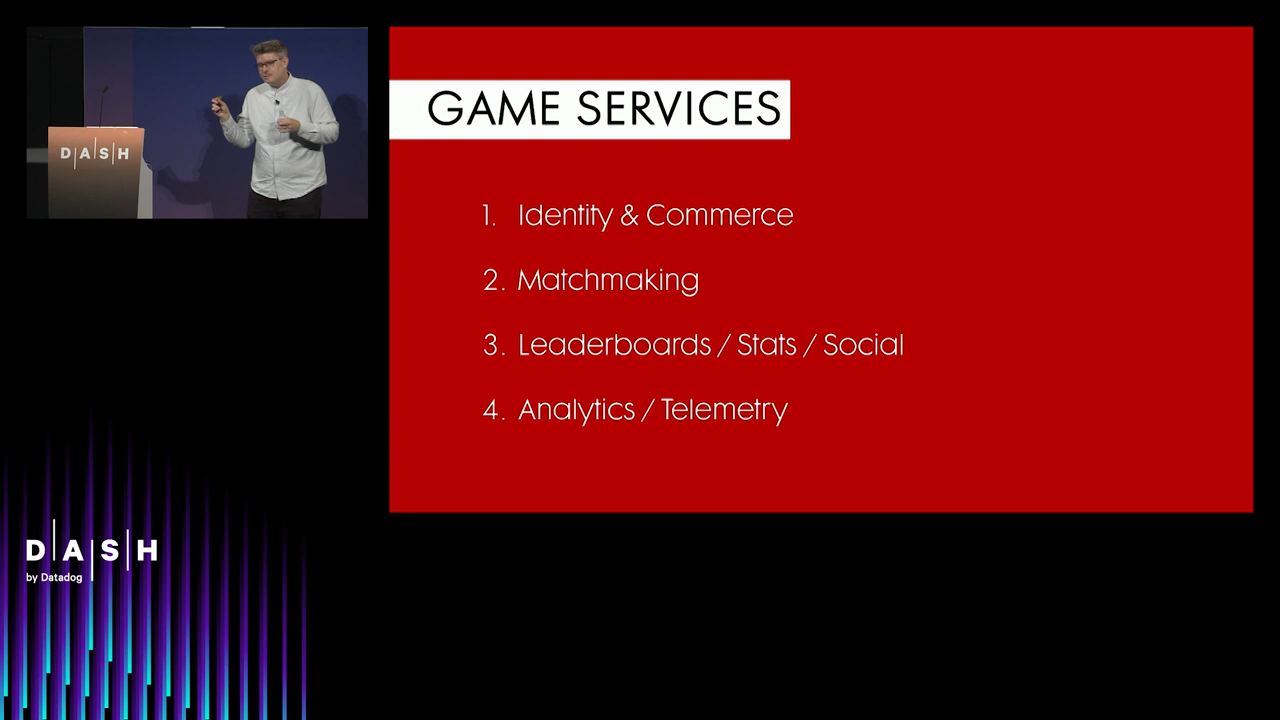 D|A|S|H
GAME SERVICES
1. Identity & Commerce
2. Matchmaking
3. Leaderboards / Stats / Social
4. Analytics / Telemetry
D|A|S|H
by Datadog